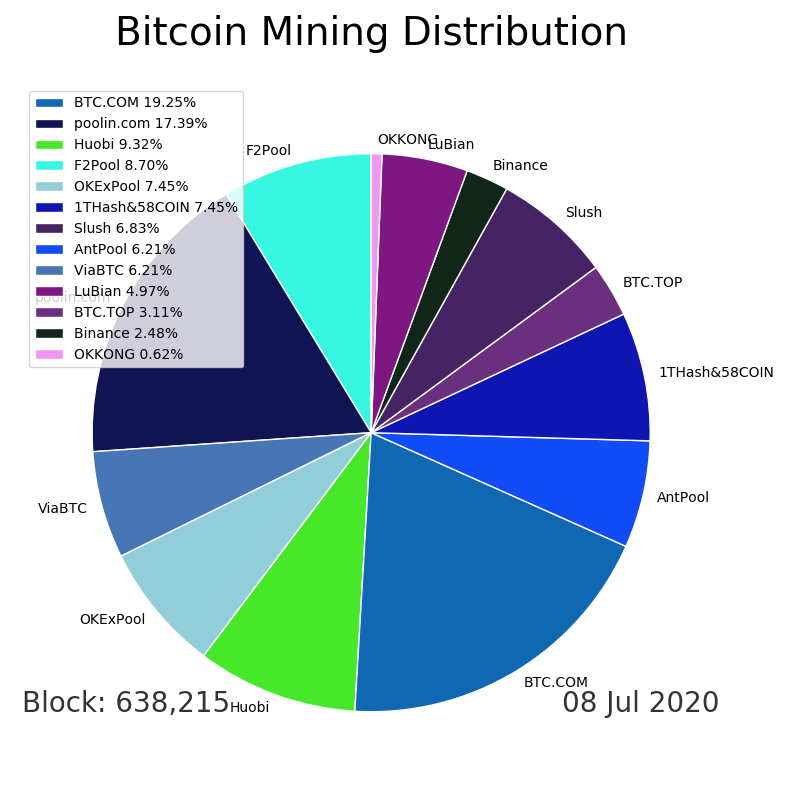 Bitcoin Mining Distribution
BTC.COM 19.25%
poolin.com 17.39%
Huobi 9.32%
F2Pool 8.70%
OKExPool 7.45%
1THash&58COIN 7.45%
Slush 6.83%
AntPool 6.21%
ViaBTC 6.21%
LuBian 4.97%
BTC.TOP 3.11%
Binance 2.48%
OKKONG 0.62%
OKKONG
LuBian
Binance
Slush
BTC.TOP
1THash&58COIN
AntPool
BTC.COM
Huobi
OKExPool
ViaBTC
poolin.com
F2Pool
Block: 638,215
08 Jul 2020